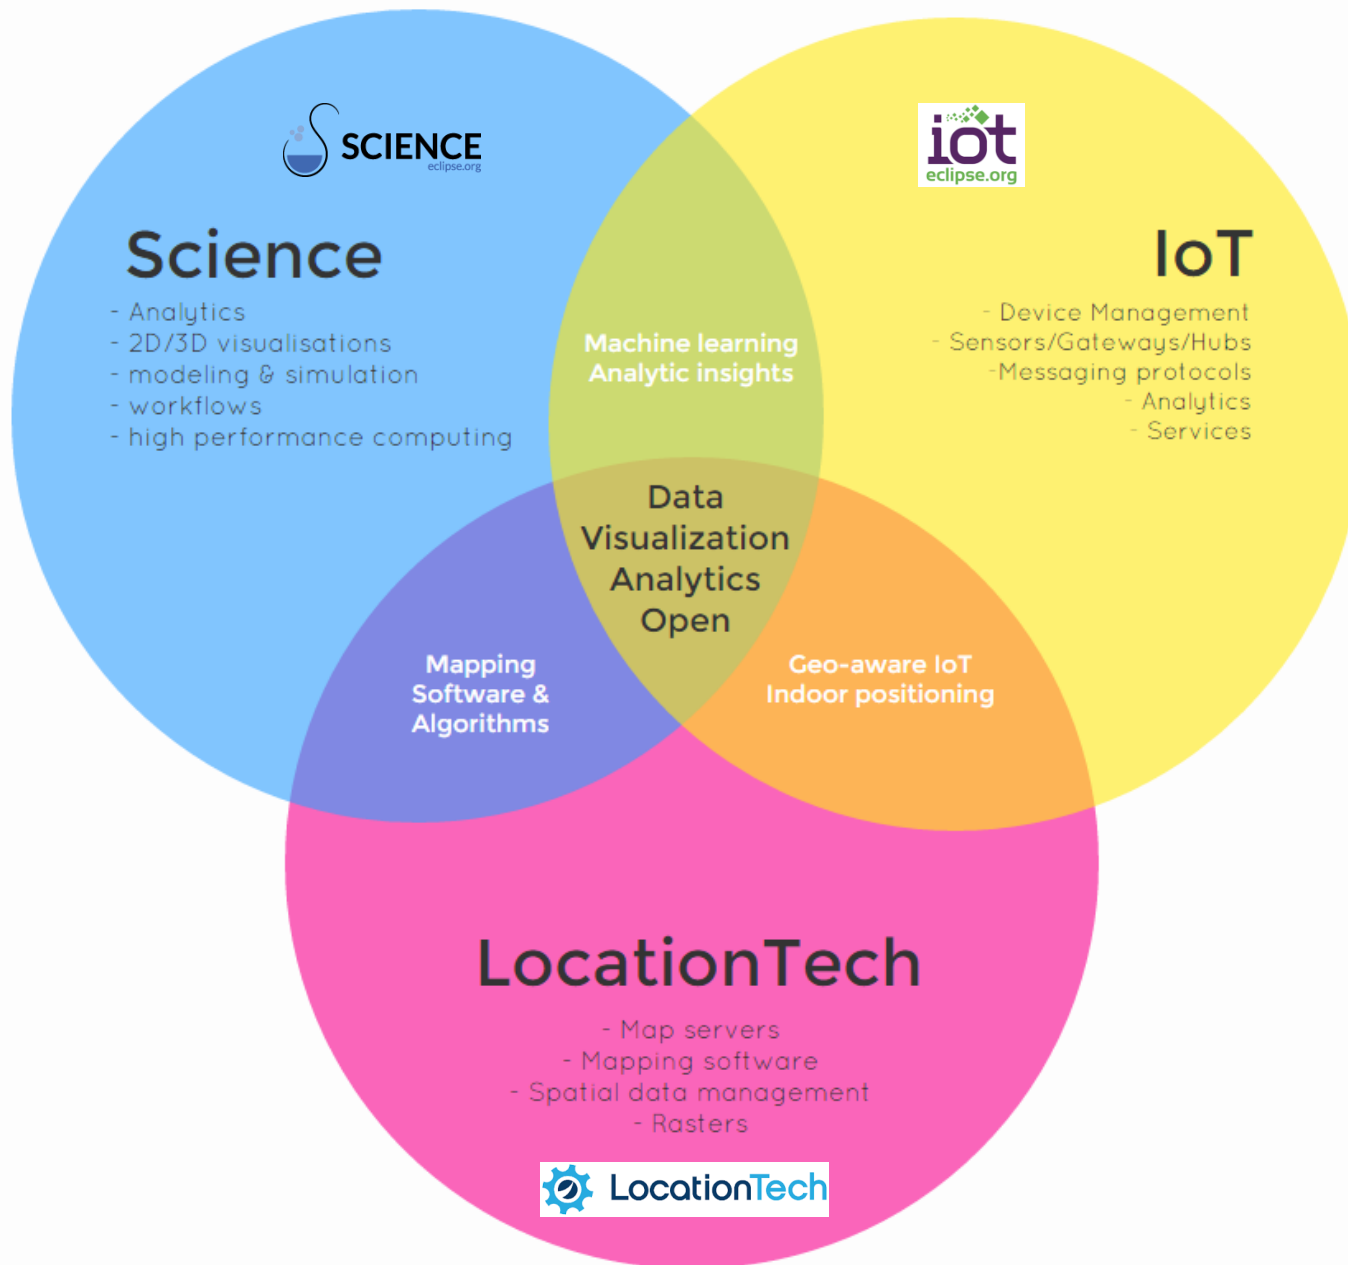 SCIENCE
eclipse.org
iot
eclipse.org
Science
- Analytics
- 2D/3D visualisations
- modeling & simulation
- workflows
- high performance computing
IoT
- Device Management
- Sensors/Gateways/Hubs
-Messaging protocols
- Analytics
- Services
Machine learning
Analytic insights
Data
Visualization
Analytics
Open
Mapping
Software &
Algorithms
Geo-aware IoT
Indoor positioning
LocationTech
- Map servers
- Mapping software
- Spatial data management
- Rasters
LocationTech